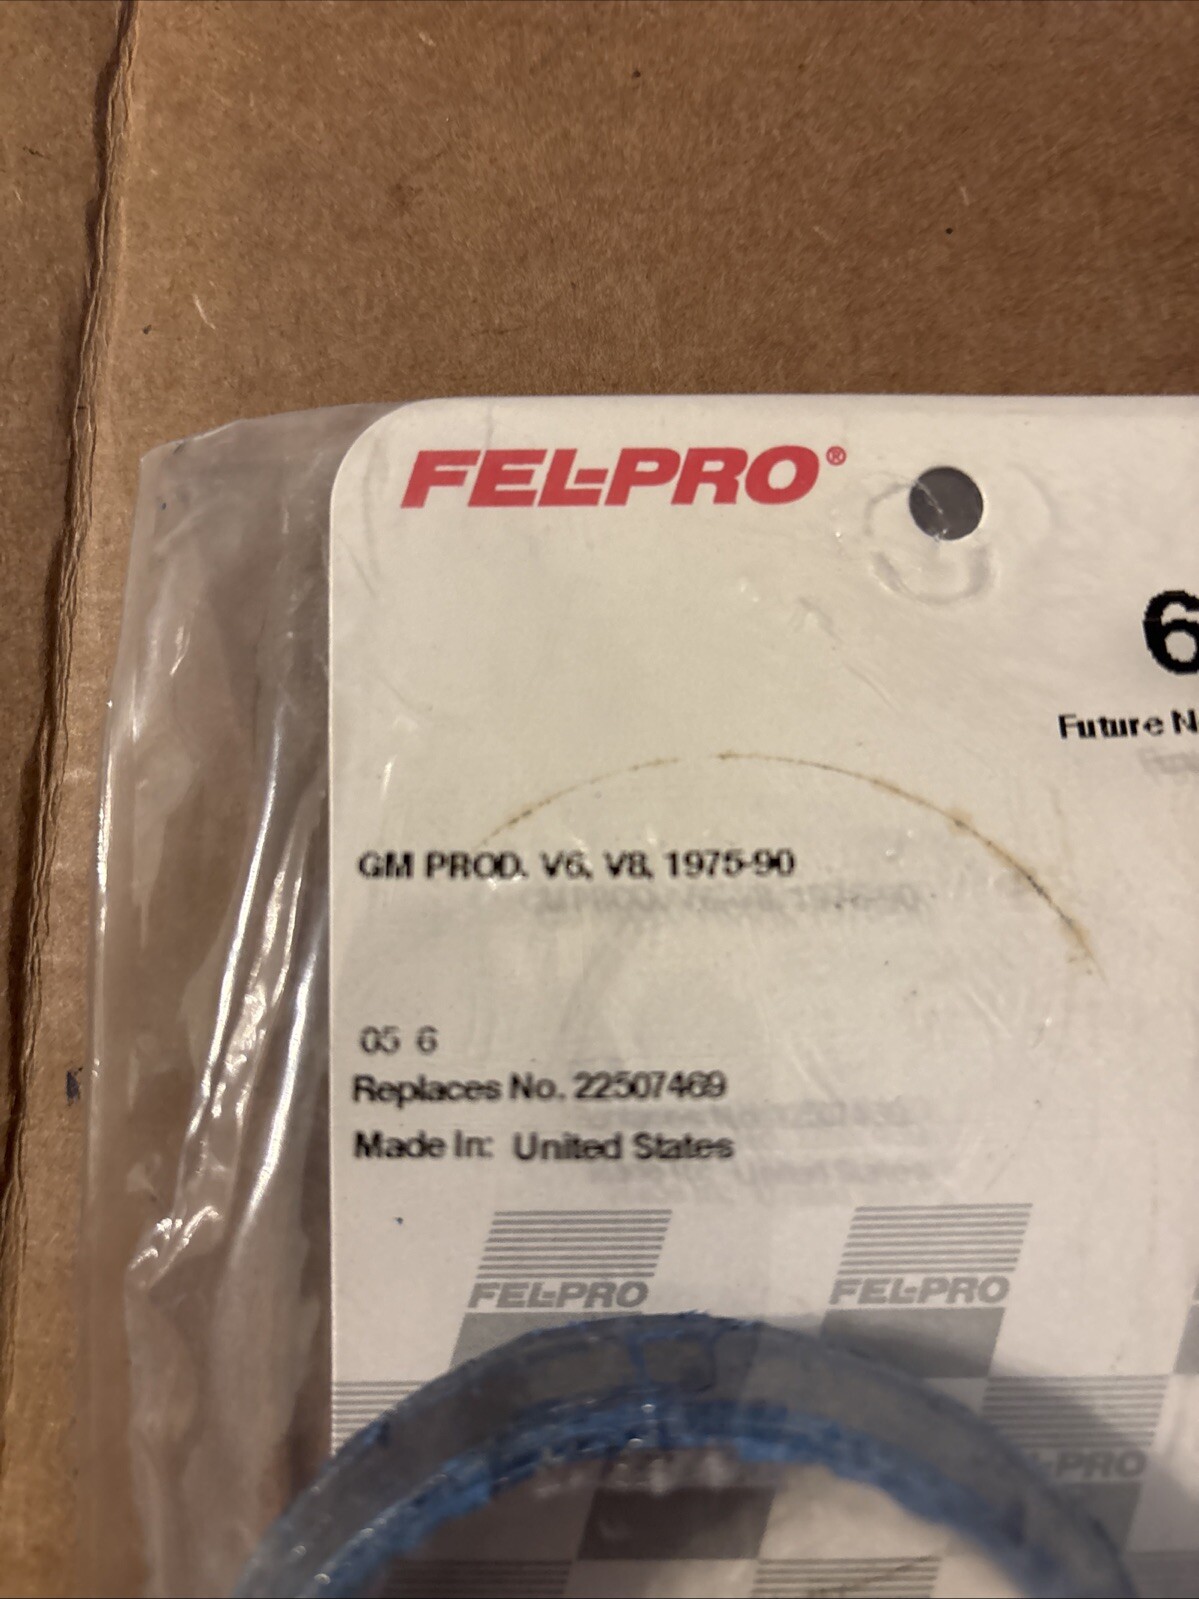 FEL-PRO®
6
Future N
GM PROD. V6, V8, 1975-90
05 6
Replaces No. 22507469
Made In: United States
FEL-PRO FEL-PRO
-PRO